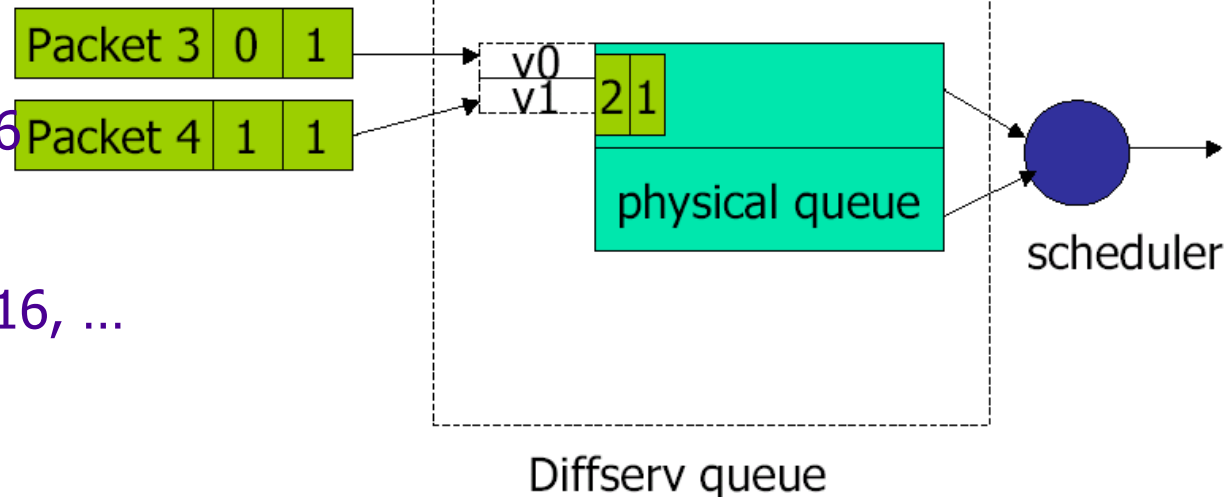 Packet 3 0 1
v0
v1
2 1
6
Packet 4 1 1
physical queue
scheduler
16, ...
Diffserv queue